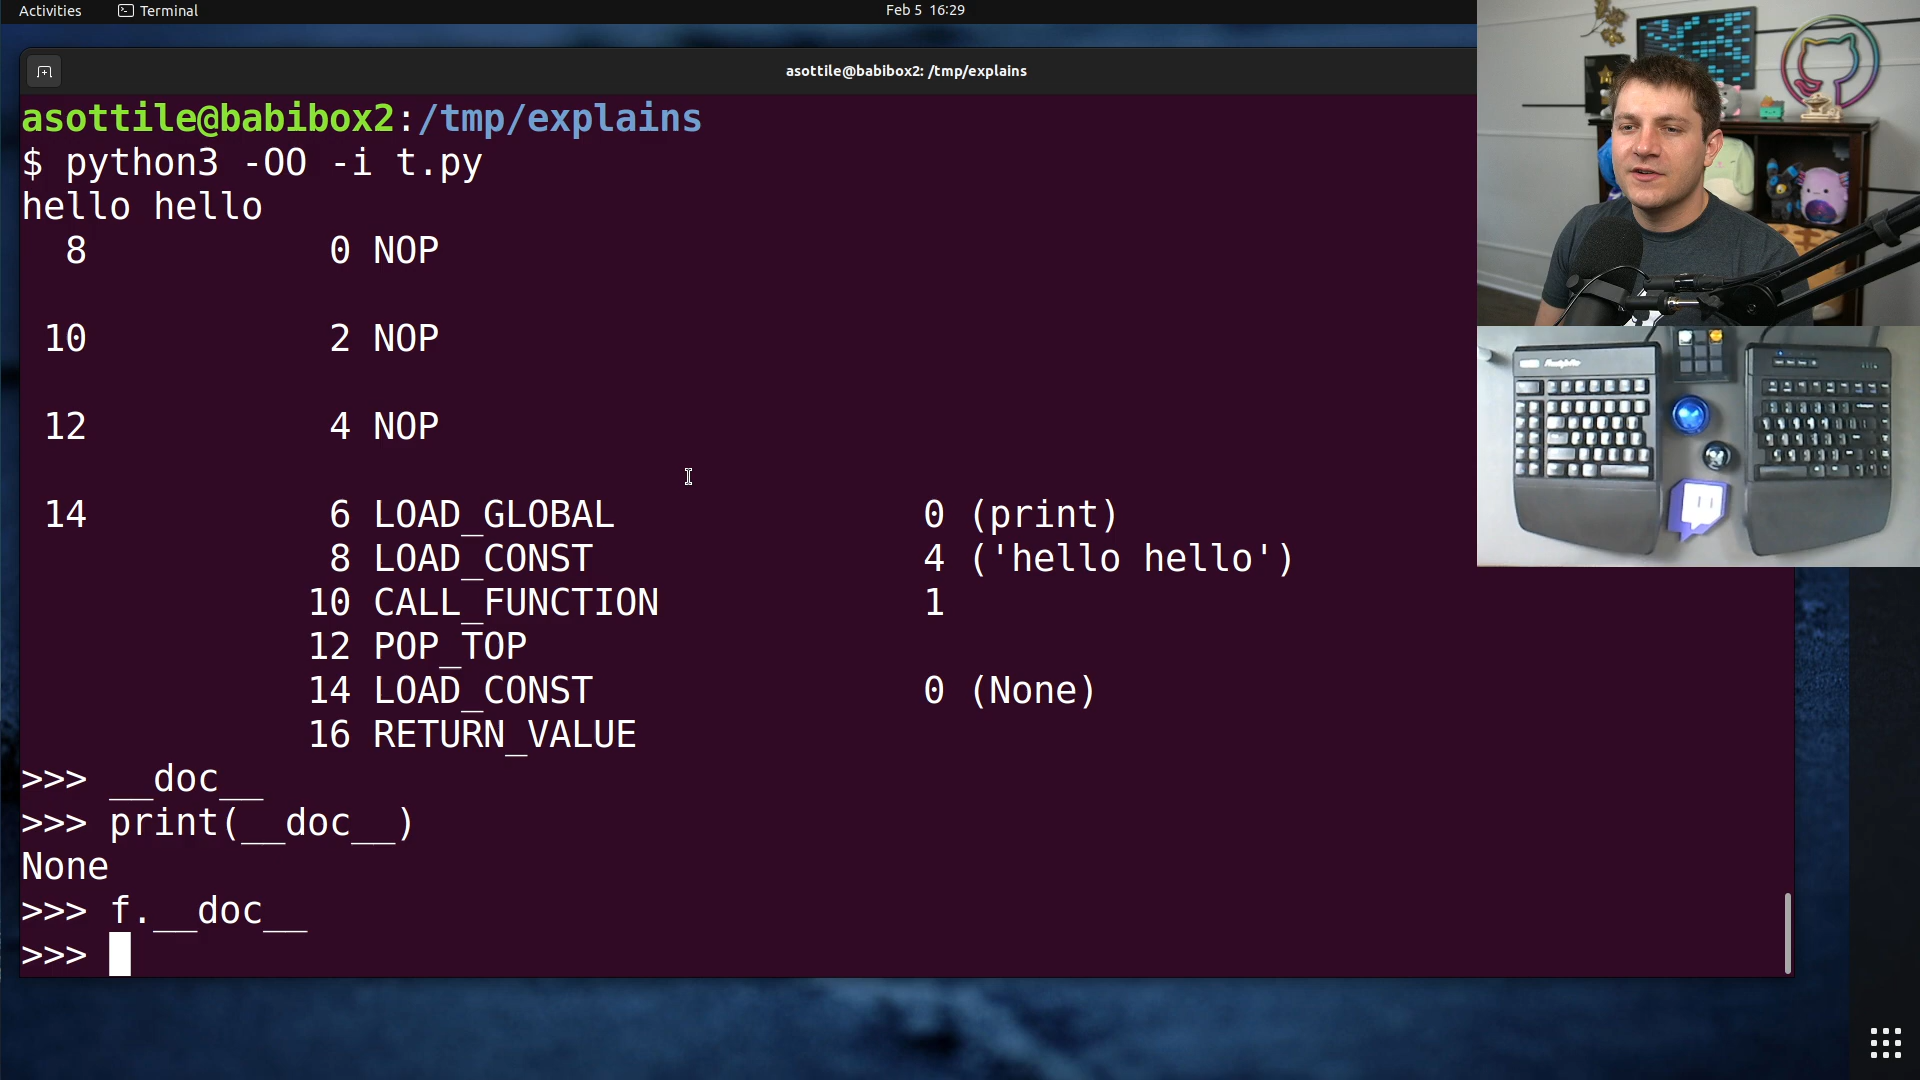 Activities
Terminal
Feb 5 16:29
asottile@babibox2: /tmp/explains
asottile@babibox2:/tmp/explains
$ python3 -OO -i t.py
hello hello
8 0 NOP
10 2 NOP
12 4 NOP
14 6 LOAD_GLOBAL 0 (print)
8 LOAD_CONST 4 ('hello hello')
10 CALL_FUNCTION 1
12 POP_TOP
14 LOAD_CONST 0 (None)
16 RETURN_VALUE
>>> __doc__
>>> print(__doc__)
None
>>> f.__doc__
>>>